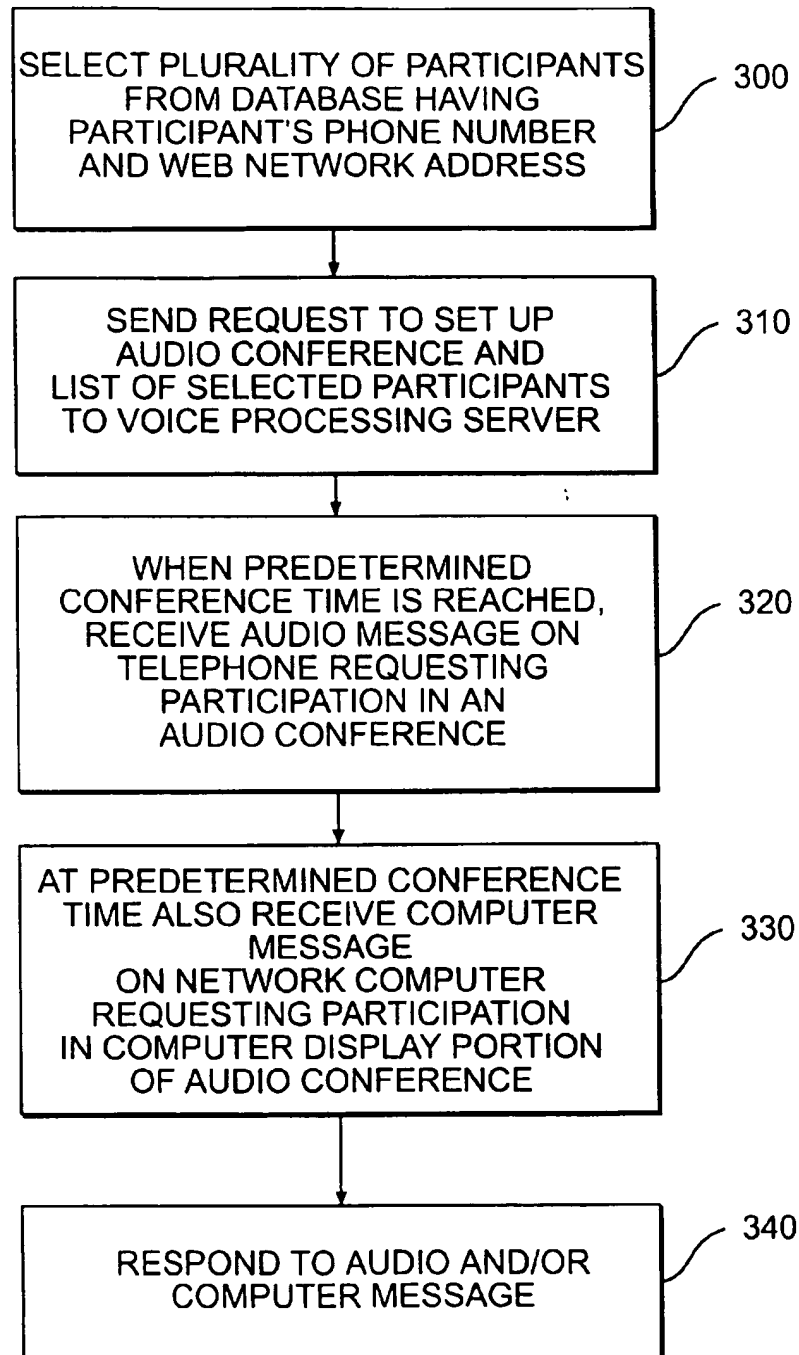 SELECT PLURALITY OF PARTICIPANTS
FROM DATABASE HAVING
PARTICIPANT'S PHONE NUMBER
AND WEB NETWORK ADDRESS
300
SEND REQUEST TO SET UP
AUDIO CONFERENCE AND
LIST OF SELECTED PARTICIPANTS
TO VOICE PROCESSING SERVER
310
WHEN PREDETERMINED
CONFERENCE TIME IS REACHED,
RECEIVE AUDIO MESSAGE ON
TELEPHONE REQUESTING
PARTICIPATION IN AN
AUDIO CONFERENCE
320
AT PREDETERMINED CONFERENCE
TIME ALSO RECEIVE COMPUTER
MESSAGE
ON NETWORK COMPUTER
REQUESTING PARTICIPATION
IN COMPUTER DISPLAY PORTION
OF AUDIO CONFERENCE
330
RESPOND TO AUDIO AND/OR
COMPUTER MESSAGE
340